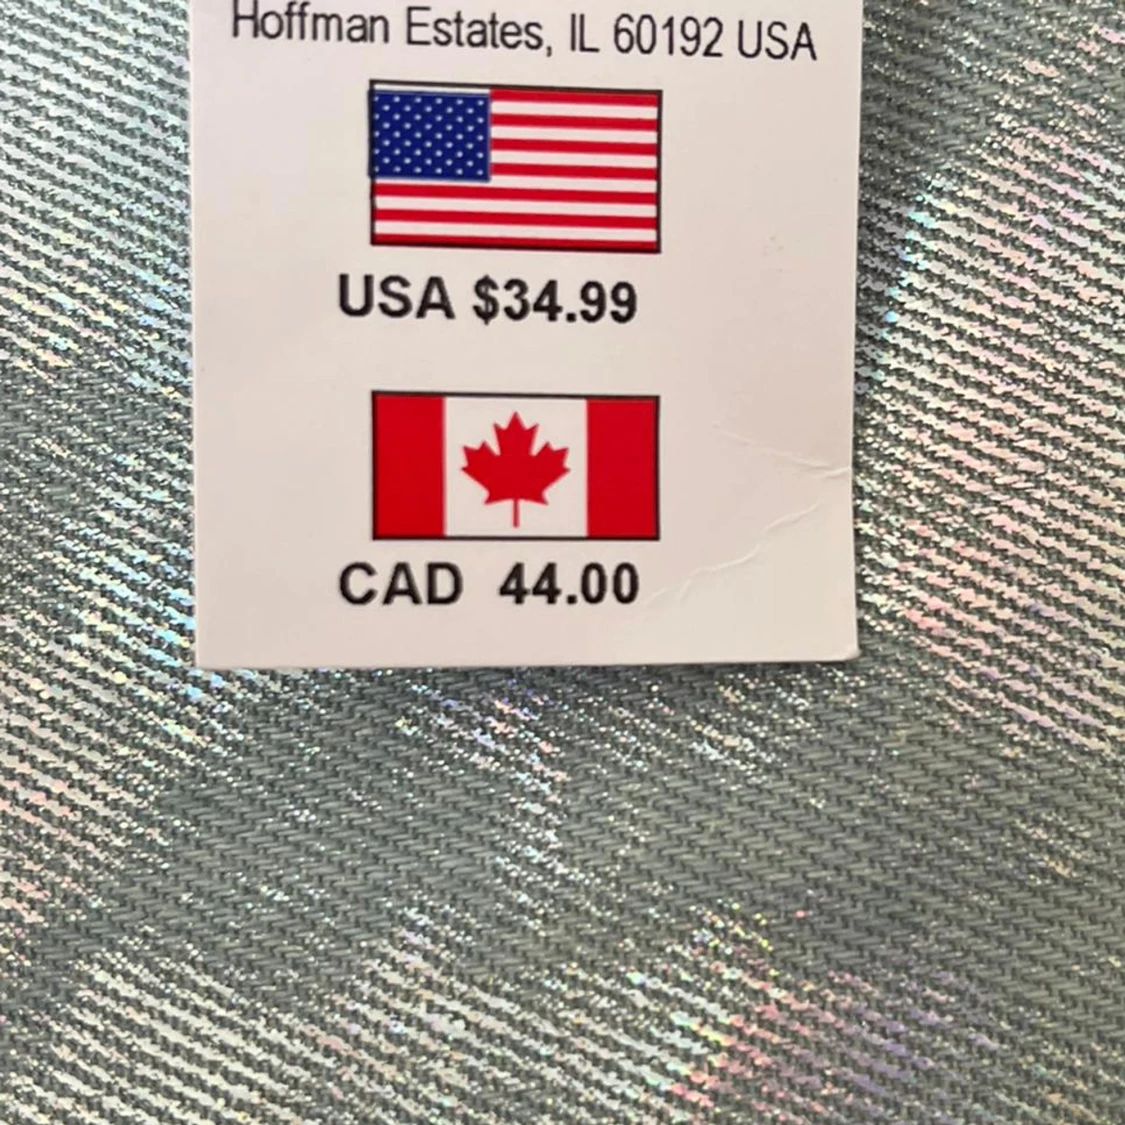 Hoffman Estates, IL 60192 USA
USA $34.99
CAD 44.00